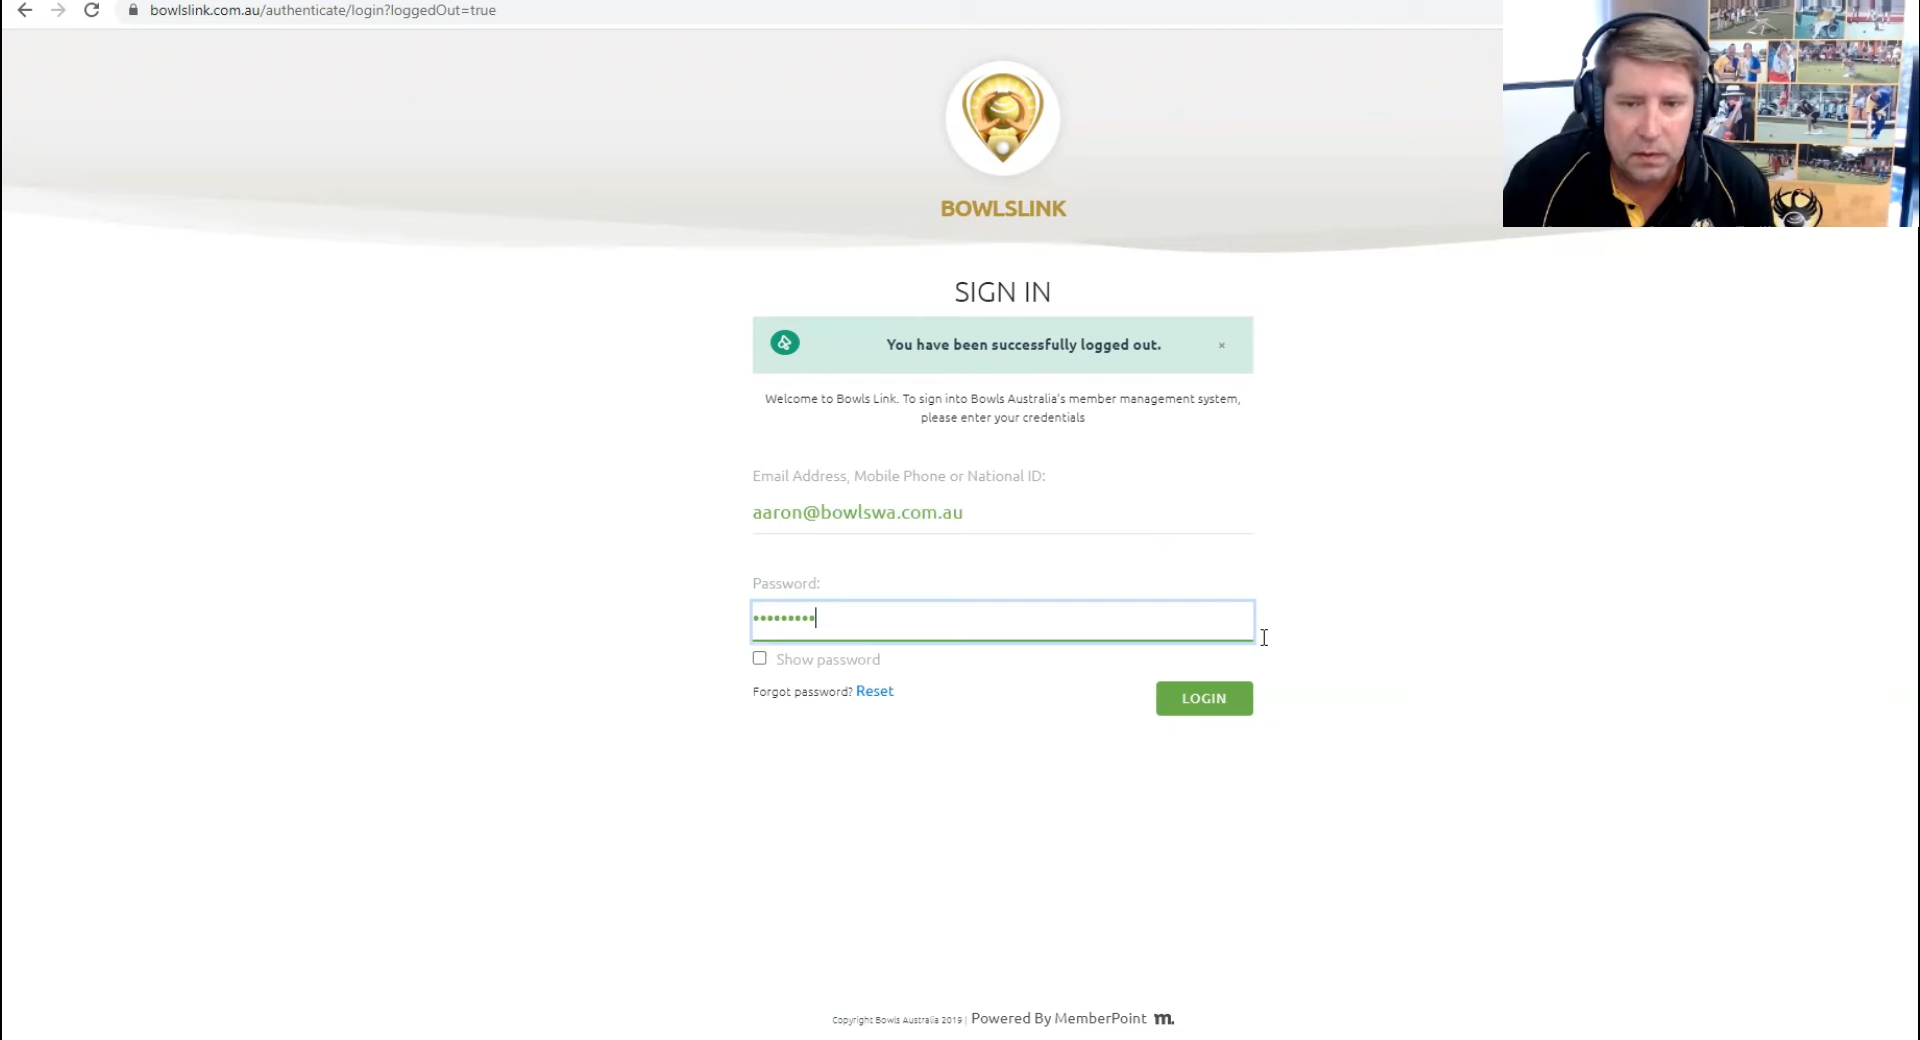 bowlslink.com.au/authenticate/login?loggedOut=true
BOWLSLINK
SIGN IN
You have been successfully logged out. ×
Welcome to Bowls Link. To sign into Bowls Australia's member management system,
please enter your credentials
Email Address, Mobile Phone or National ID:
aaron@bowlswa.com.au
Password:
•••••••••
Show password
Forgot password? Reset
LOGIN
Copyright Bowls Australia 2019 | Powered By MemberPoint m.